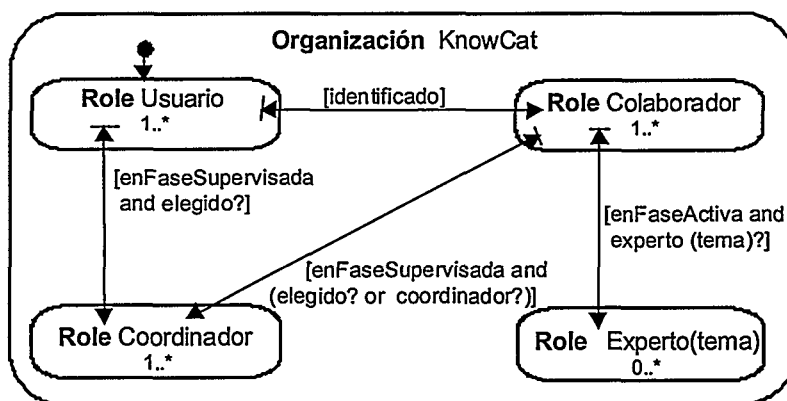 Organización KnowCat
Role Usuario
1..*
[identificado]
Role Colaborador
1..*
[enFaseSupervisada
and elegido?]
[enFaseActiva and
experto (tema)?]
[enFaseSupervisada and
(elegido? or coordinador?)]
Role Coordinador
1..*
Role Experto(tema)
0..*